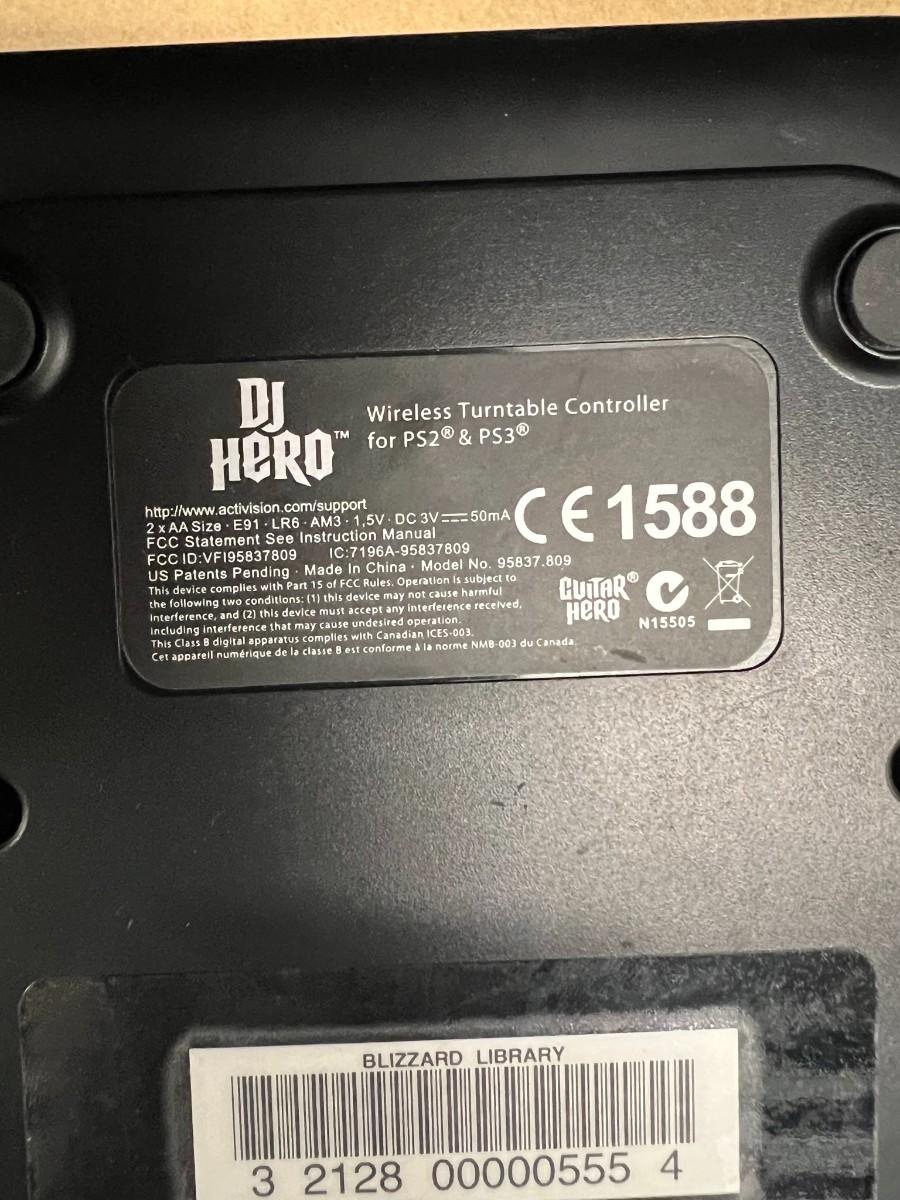 DJ HERO™
Wireless Turntable Controller
for PS2® & PS3®
http://www.activision.com/support
2 x AA Size · E91 · LR6 · AM3 · 1,5V · DC 3V⎓50mA
FCC Statement See Instruction Manual
FCC ID:VFI95837809 IC:7196A-95837809
US Patents Pending · Made In China · Model No. 95837.809
CE1588
This device complies with Part 15 of FCC Rules. Operation is subject to
the following two conditions: (1) this device may not cause harmful
interference, and (2) this device must accept any interference received,
including interference that may cause undesired operation.
This Class B digital apparatus complies with Canadian ICES-003.
Cet appareil numérique de la classe B est conforme à la norme NMB-003 du Canada.
GUITAR HERO®
N15505
BLIZZARD LIBRARY
3 2128 00000555 4